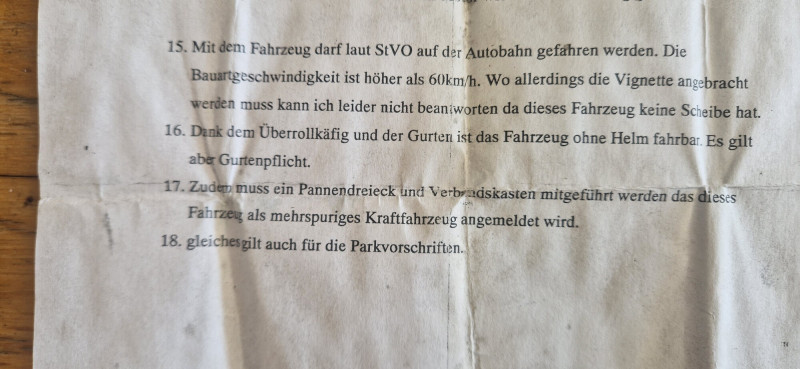 15. Mit dem Fahrzeug darf laut StVO auf der Autobahn gefahren werden. Die
Bauartgeschwindigkeit ist höher als 60km/h. Wo allerdings die Vignette angebracht
werden muss kann ich leider nicht beantworten da dieses Fahrzeug keine Scheibe hat.
16. Dank dem Überrollkäfig und der Gurten ist das Fahrzeug ohne Helm fahrbar. Es gilt
aber Gurtenpflicht.
17. Zudem muss ein Pannendreieck und Verbandskasten mitgeführt werden das dieses
Fahrzeug als mehrspuriges Kraftfahrzeug angemeldet wird.
18. gleiches gilt auch für die Parkvorschriften.